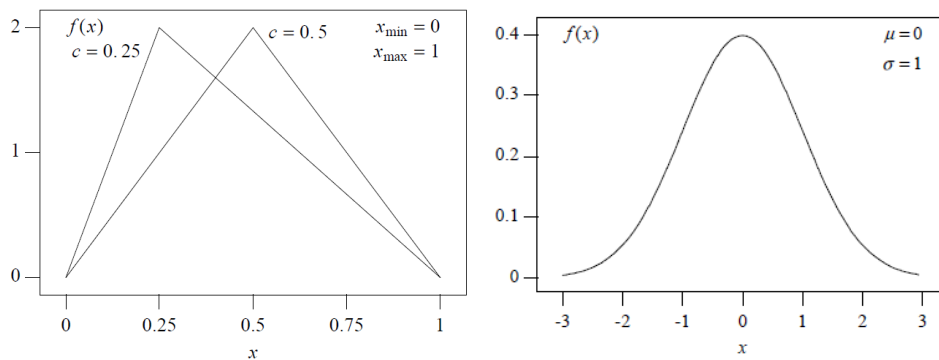 2
f(x)
x_min = 0
c = 0.25
c = 0.5
x_max = 1
1
0
0
0.25
0.5
0.75
1
x
0.4
f(x)
μ = 0
σ = 1
0.3
0.2
0.1
0
-3
-2
-1
0
1
2
3
x